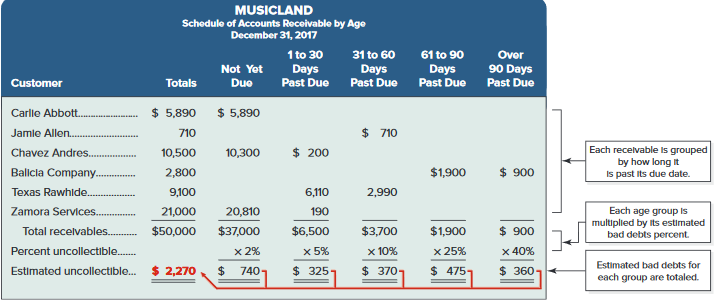 MUSICLAND
Schedule of Accounts Receivable by Age
December 31, 2017
1 to 30 31 to 60 61 to 90 Over
Not Yet Days Days Days 90 Days
Customer Totals Due Past Due Past Due Past Due Past Due
Carlie Abbott........................ $ 5,890 $ 5,890
Jamie Allen.......................... 710 $ 710
Chavez Andres.................. 10,500 10,300 $ 200
Balicia Company................ 2,800 $1,900 $ 900
Texas Rawhide.................. 9,100 6,110 2,990
Zamora Services............... 21,000 20,810 190
Total receivables........... $50,000 $37,000 $6,500 $3,700 $1,900 $ 900
Percent uncollectible....... × 2% × 5% × 10% × 25% × 40%
Estimated uncollectible... $ 2,270 $ 740 $ 325 $ 370 $ 475 $ 360
Each receivable is grouped
by how long it
is past its due date.
Each age group is
multiplied by its estimated
bad debts percent.
Estimated bad debts for
each group are totaled.